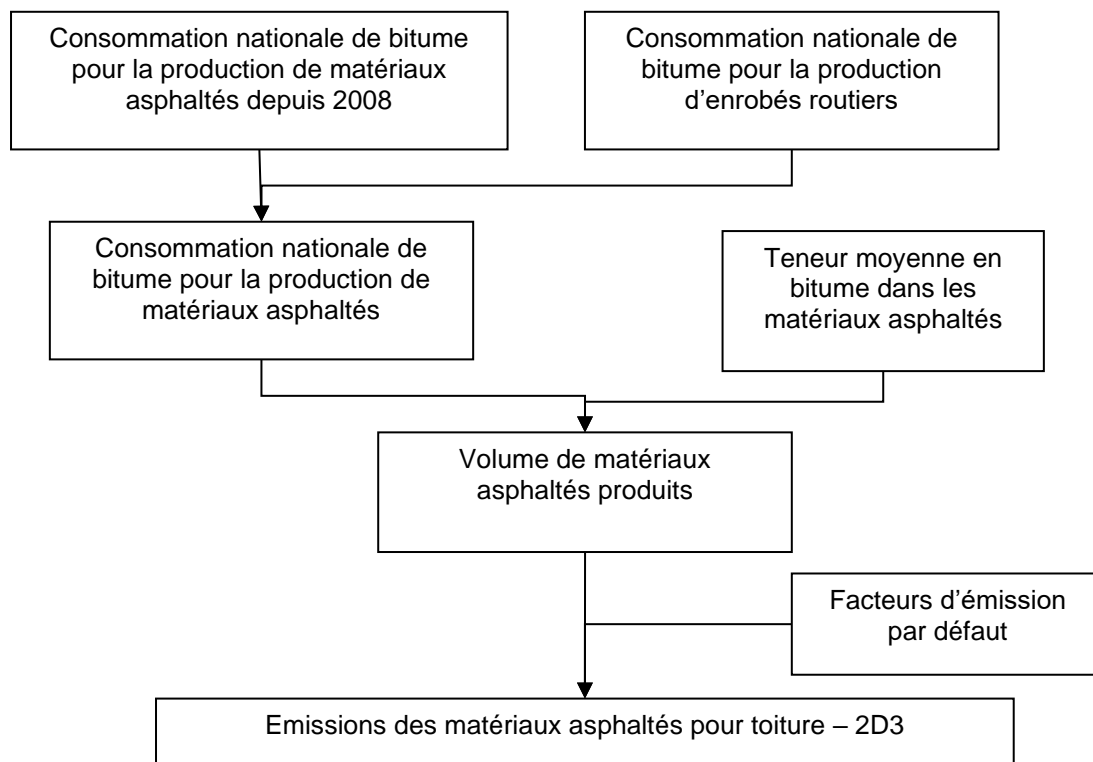 Consommation nationale de bitume
pour la production de matériaux
asphaltés depuis 2008
Consommation nationale de
bitume pour la production
d'enrobés routiers
Consommation nationale de
bitume pour la production de
matériaux asphaltés
Teneur moyenne en
bitume dans les
matériaux asphaltés
Volume de matériaux
asphaltés produits
Facteurs d'émission
par défaut
Emissions des matériaux asphaltés pour toiture – 2D3